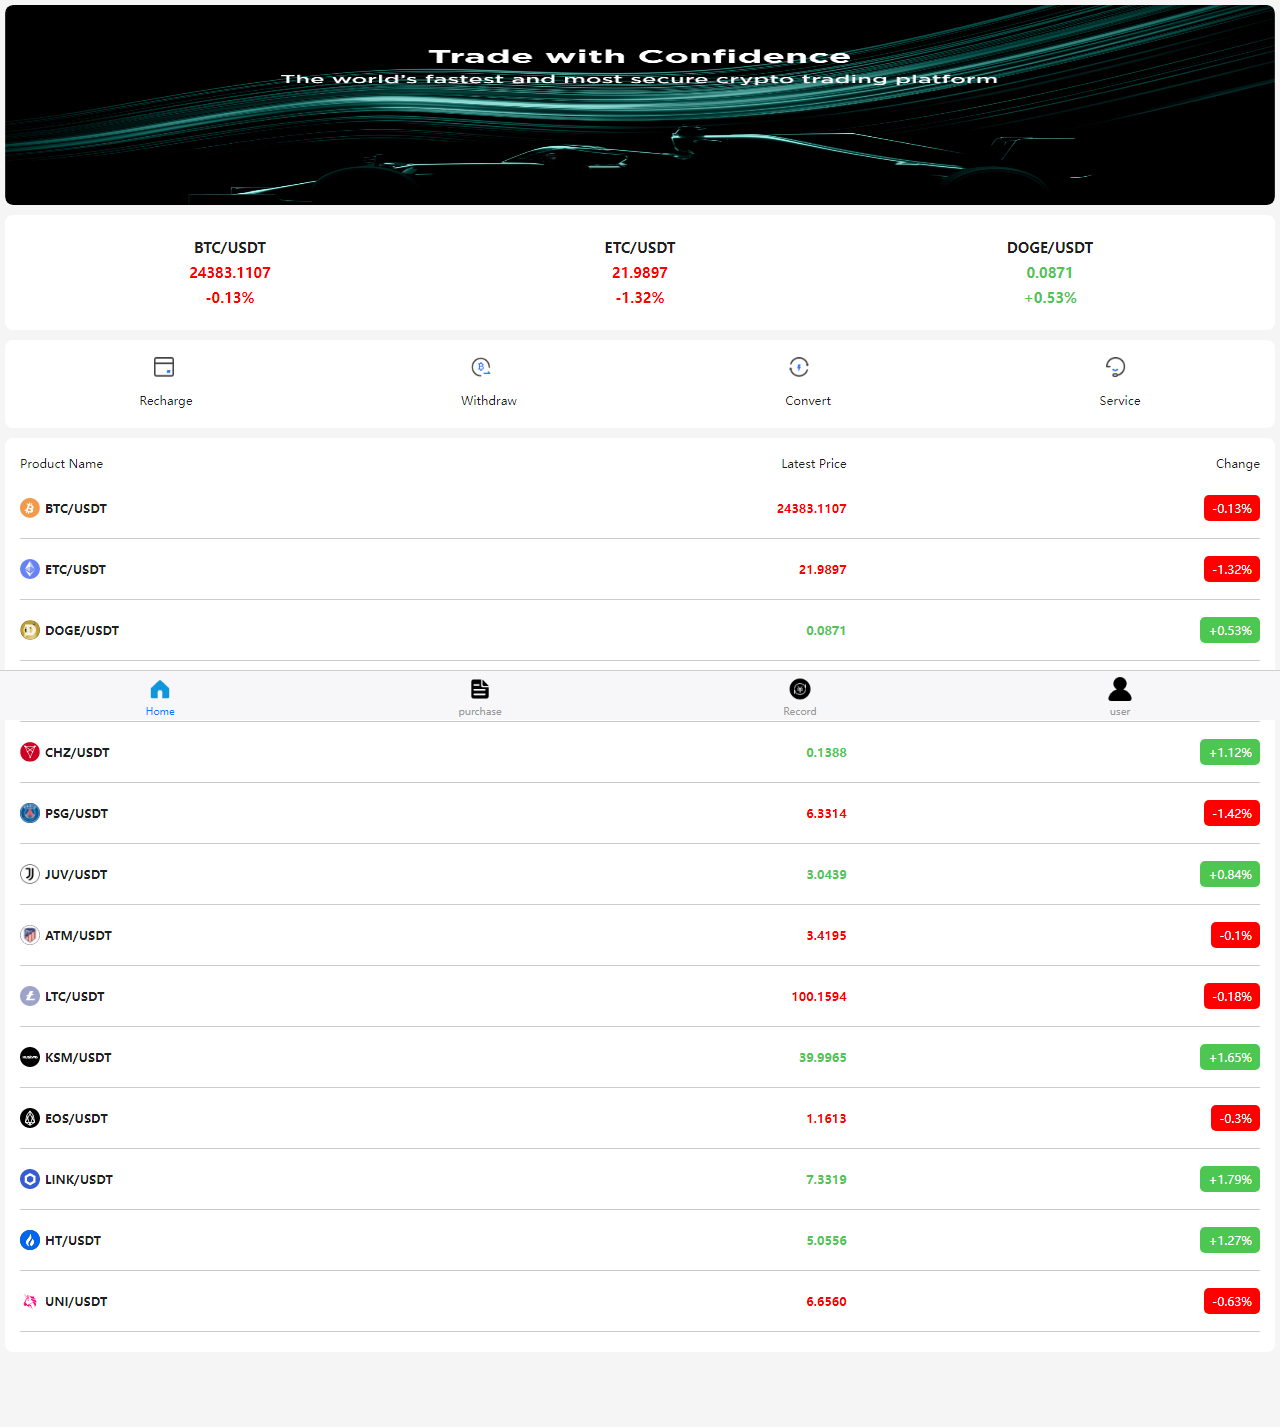 Trade with Confidence
The world's fastest and most secure crypto trading platform
BTC/USDT ETC/USDT DOGE/USDT
24383.1107 21.9897 0.0871
-0.13% -1.32% +0.53%
Recharge Withdraw Convert Service
Product Name Latest Price Change
BTC/USDT 24383.1107 -0.13%
ETC/USDT 21.9897 -1.32%
DOGE/USDT 0.0871 +0.53%
Home purchase Record user
CHZ/USDT 0.1388 +1.12%
PSG/USDT 6.3314 -1.42%
JUV/USDT 3.0439 +0.84%
ATM/USDT 3.4195 -0.1%
LTC/USDT 100.1594 -0.18%
KSM/USDT 39.9965 +1.65%
EOS/USDT 1.1613 -0.3%
LINK/USDT 7.3319 +1.79%
HT/USDT 5.0556 +1.27%
UNI/USDT 6.6560 -0.63%